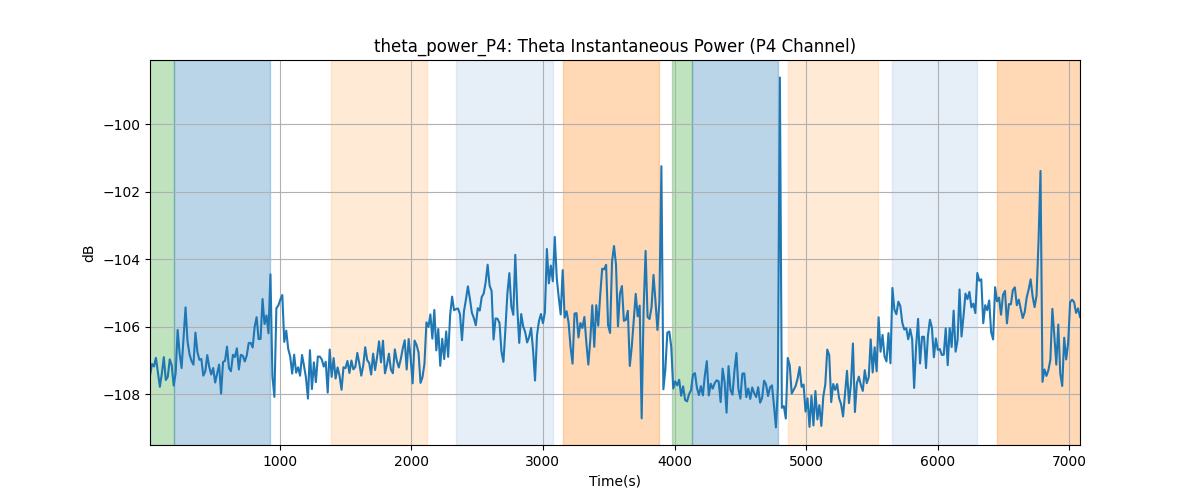 theta_power_P4: Theta Instantaneous Power (P4 Channel)
−100
−102
−104
−106
−108
dB
1000 2000 3000 4000 5000 6000 7000
Time(s)